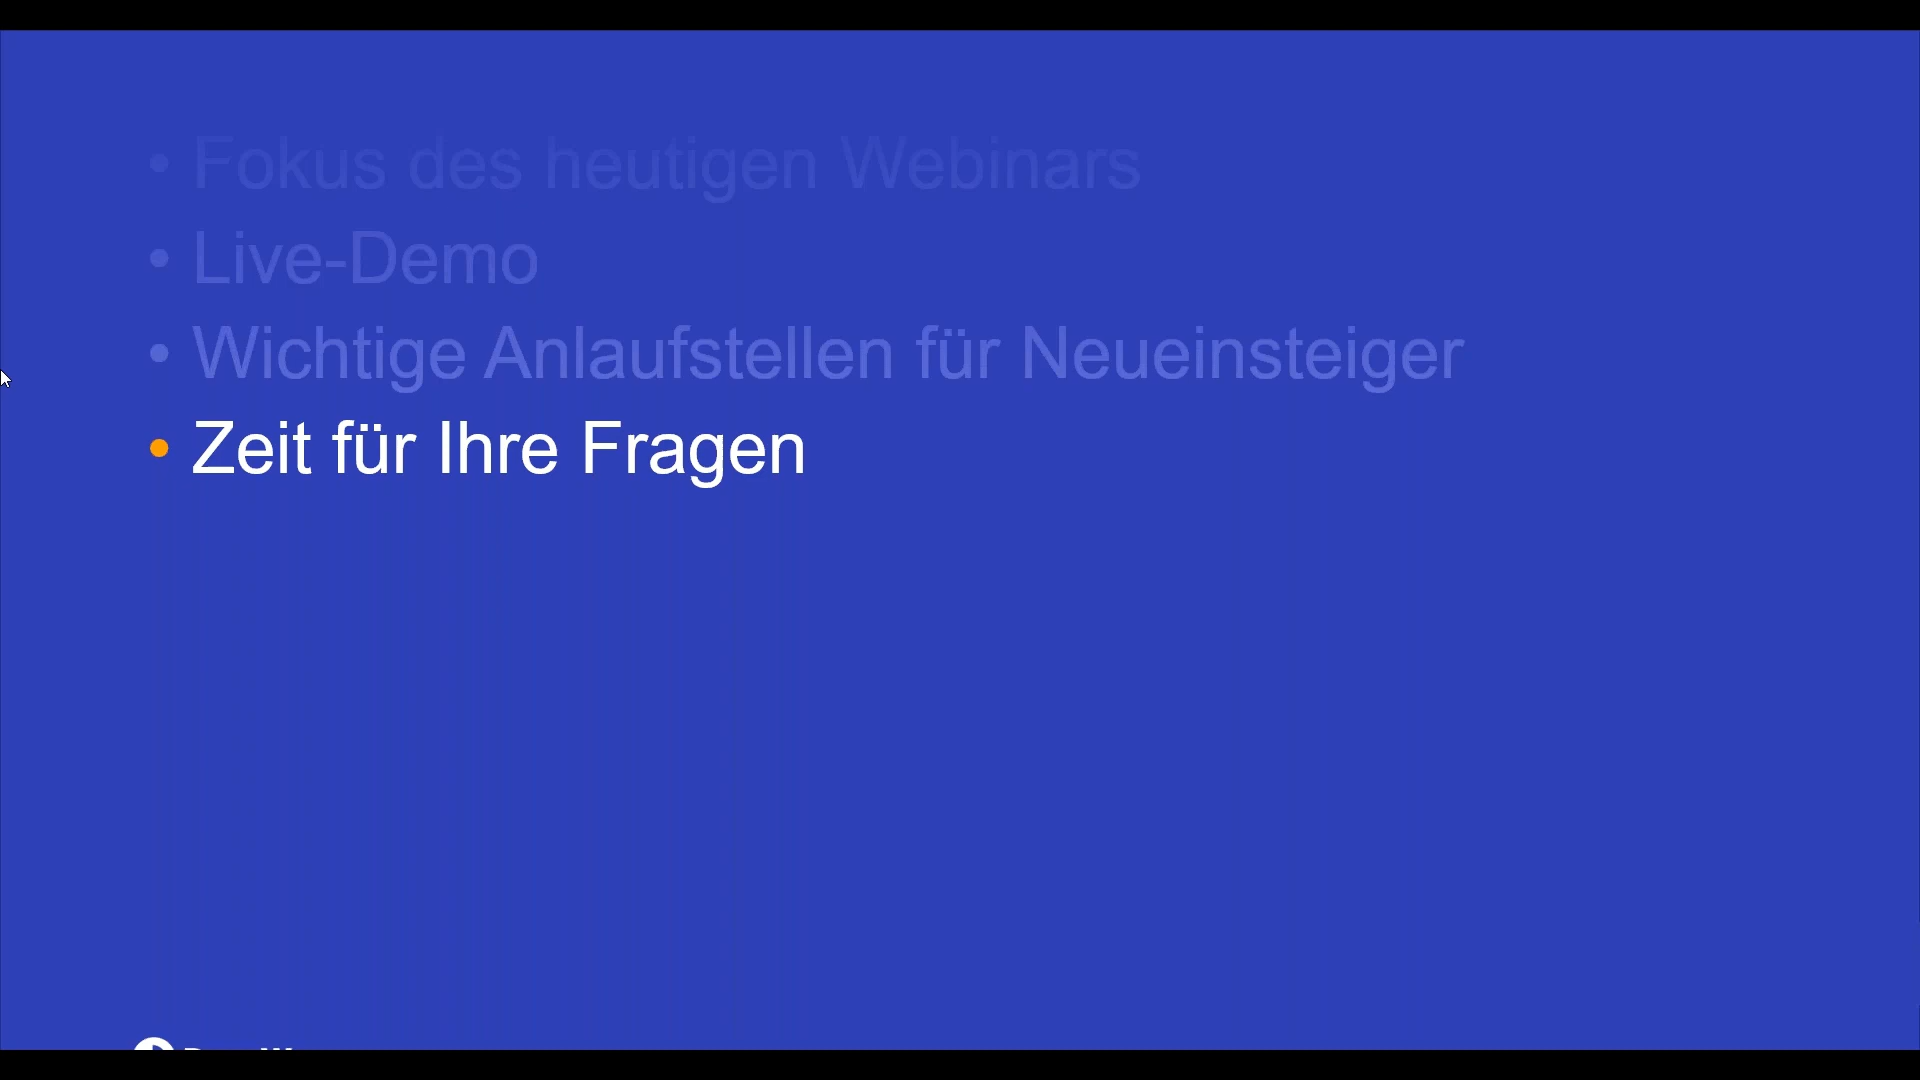 • Fokus des heutigen Webinars
• Live-Demo
• Wichtige Anlaufstellen für Neueinsteiger
• Zeit für Ihre Fragen